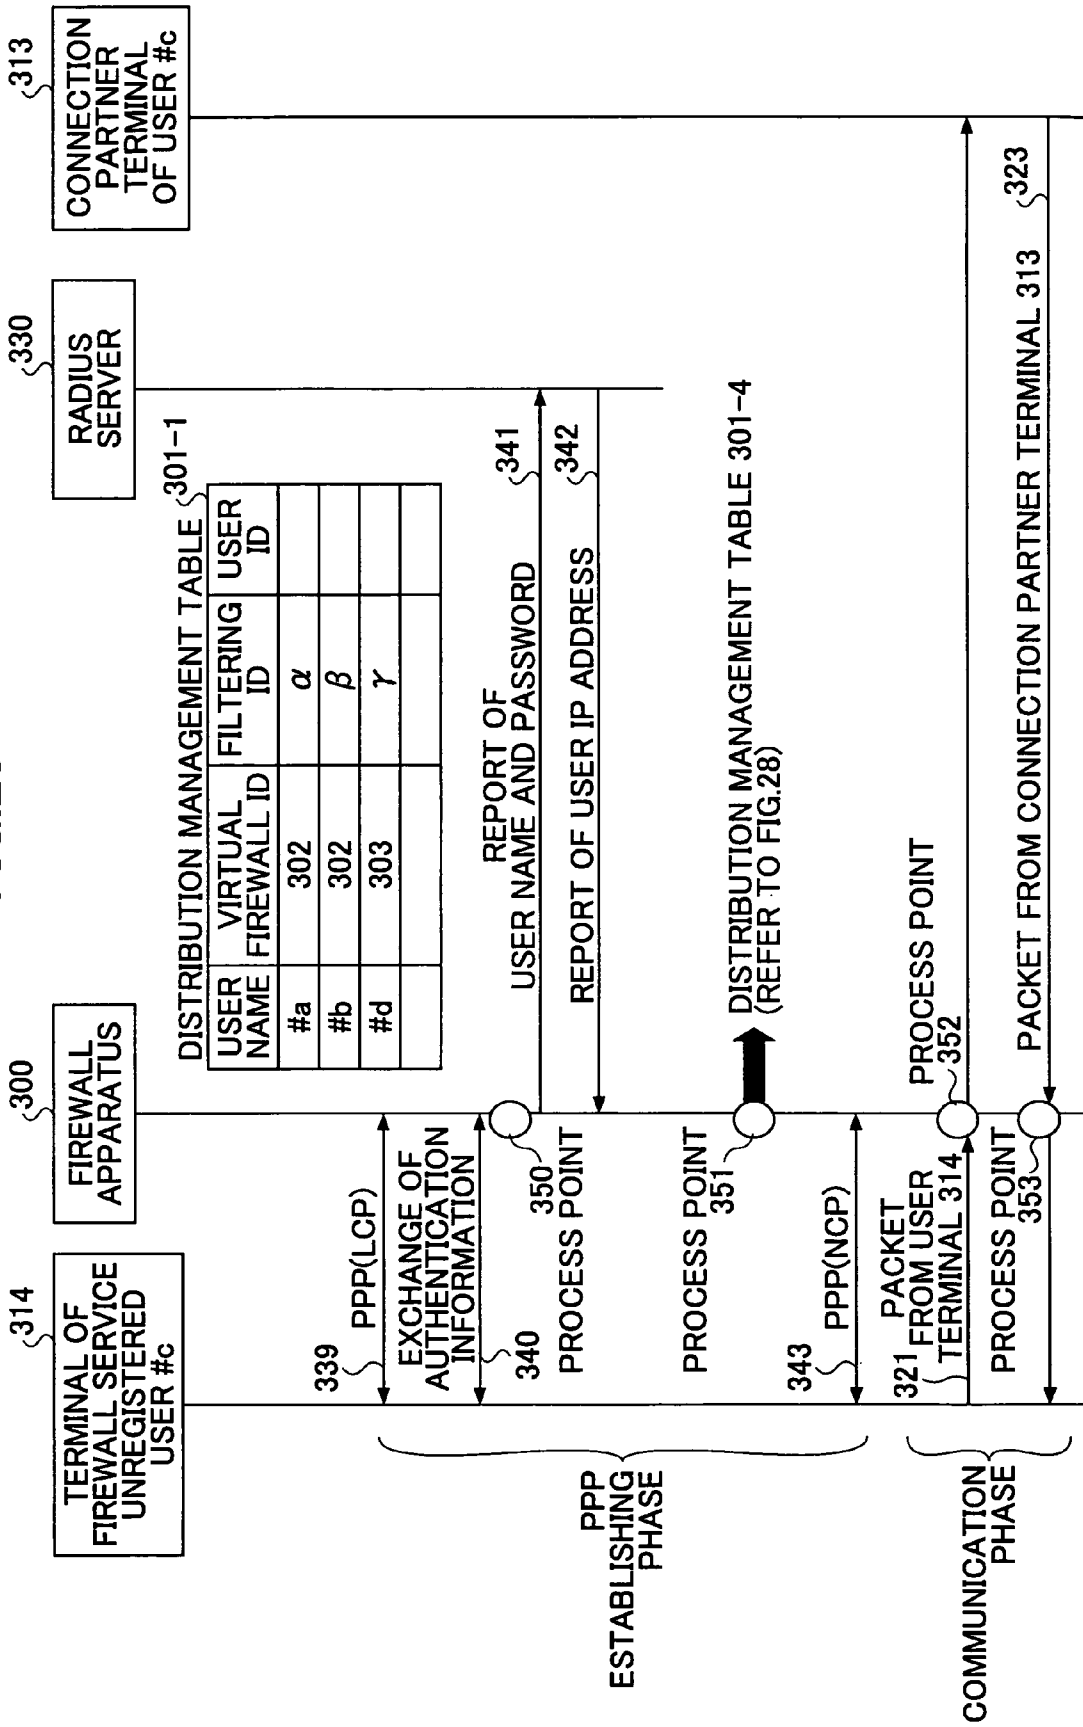 314
TERMINAL OF
FIREWALL SERVICE
UNREGISTERED
USER #c
300
FIREWALL
APPARATUS
330
RADIUS
SERVER
313
CONNECTION
PARTNER
TERMINAL
OF USER #c
DISTRIBUTION MANAGEMENT TABLE 301-1
USER NAME VIRTUAL FIREWALL ID FILTERING ID USER ID
#a 302 α
#b 302 β
#d 303 γ
339
PPP(LCP)
EXCHANGE OF
AUTHENTICATION
INFORMATION
340
350
PROCESS POINT
REPORT OF
USER NAME AND PASSWORD
341
REPORT OF USER IP ADDRESS
342
PROCESS POINT
351
DISTRIBUTION MANAGEMENT TABLE 301-4
(REFER TO FIG.28)
343
PPP(NCP)
PPP
ESTABLISHING
PHASE
321
PACKET
FROM USER
TERMINAL 314
PROCESS POINT
352
PROCESS POINT
353
PACKET FROM CONNECTION PARTNER TERMINAL 313
323
COMMUNICATION
PHASE